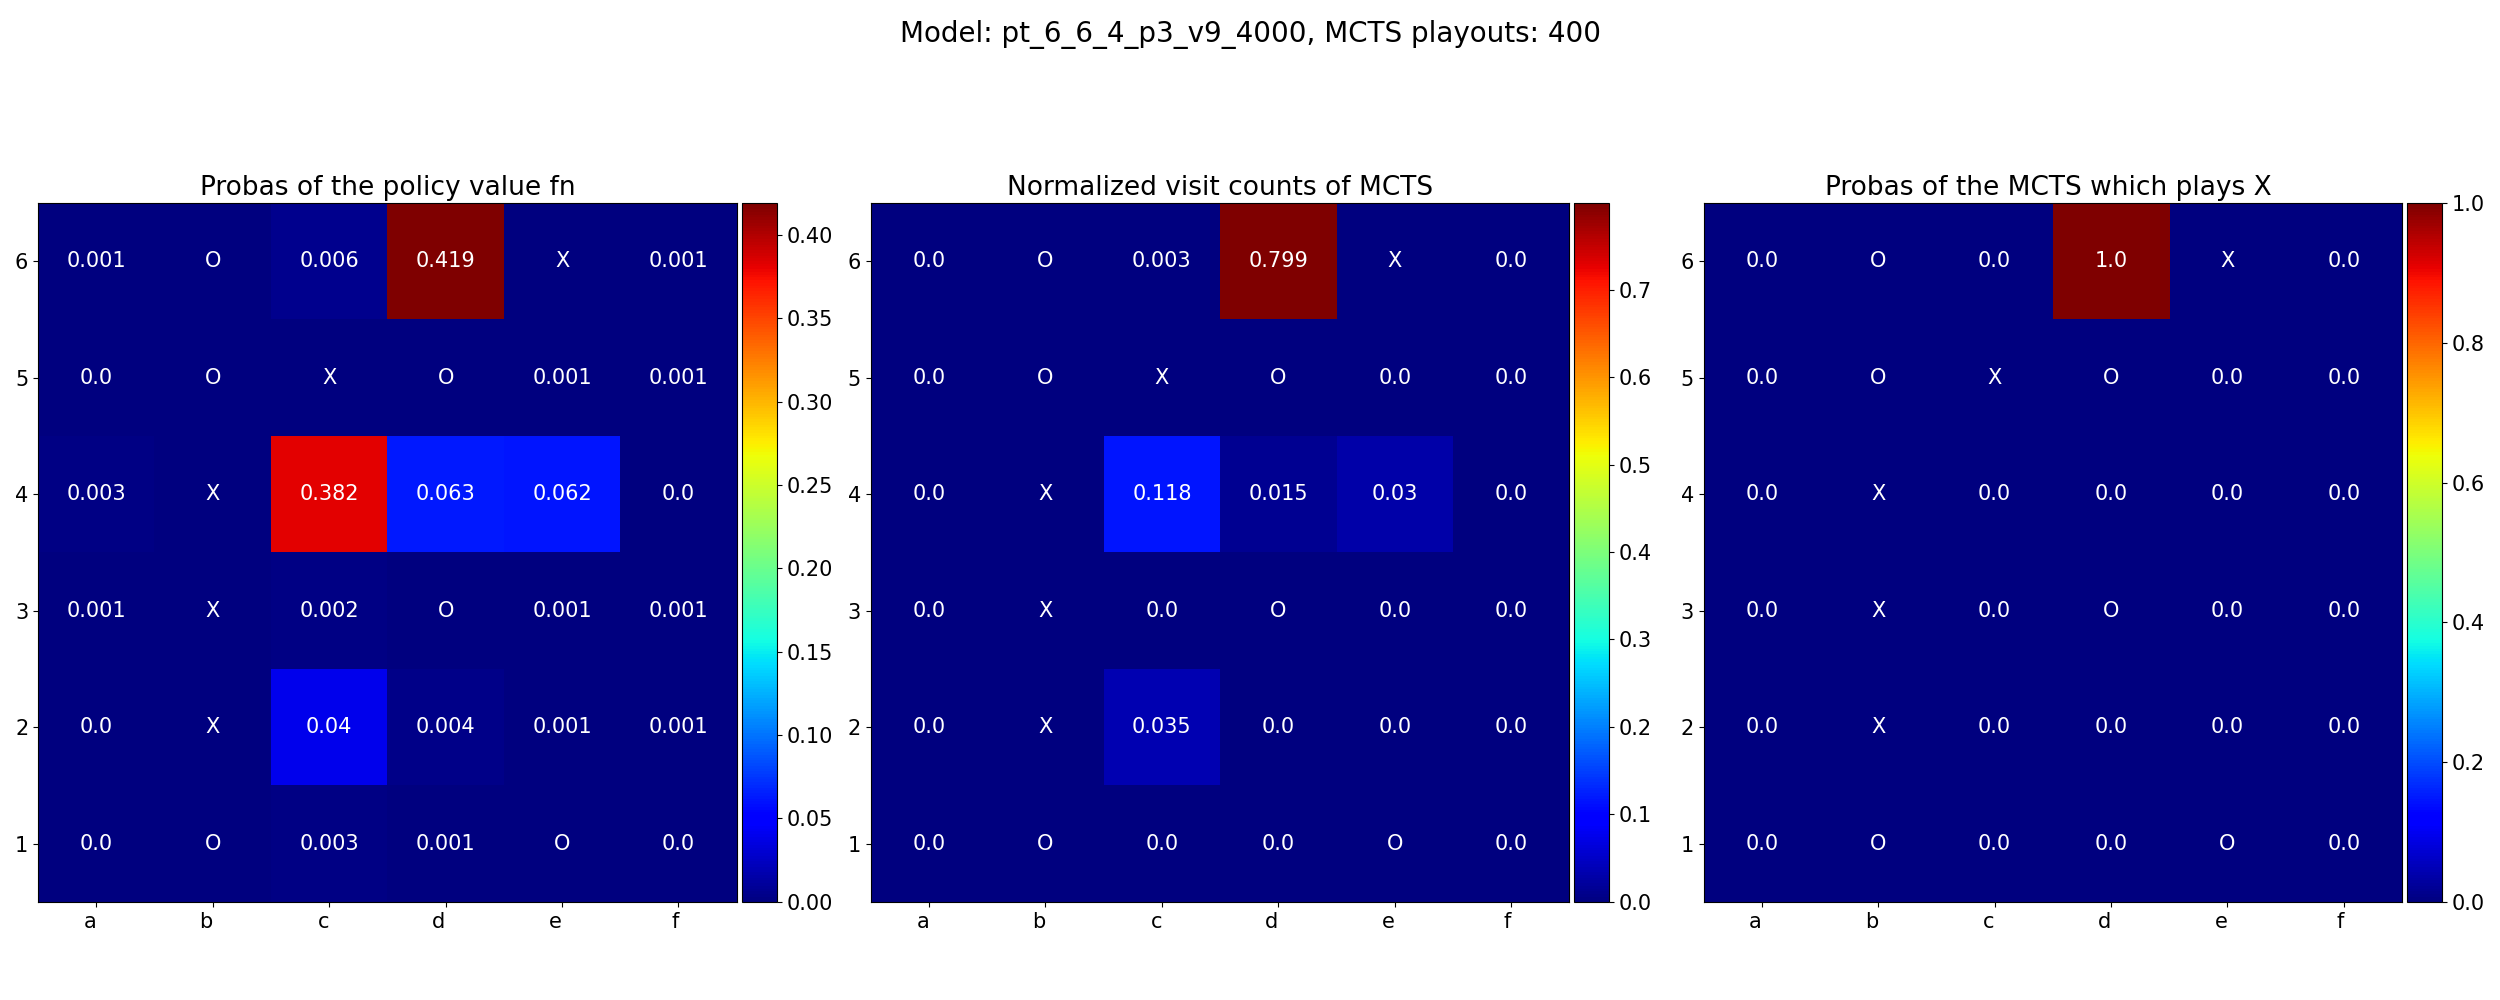 Model: pt_6_6_4_p3_v9_4000, MCTS playouts: 400
Probas of the policy value fn
6 0.001 O 0.006 0.419 X 0.001
5 0.0 O X O 0.001 0.001
4 0.003 X 0.382 0.063 0.062 0.0
3 0.001 X 0.002 O 0.001 0.001
2 0.0 X 0.04 0.004 0.001 0.001
1 0.0 O 0.003 0.001 O 0.0
a b c d e f
0.40
0.35
0.30
0.25
0.20
0.15
0.10
0.05
0.00
Normalized visit counts of MCTS
6 0.0 O 0.003 0.799 X 0.0
5 0.0 O X O 0.0 0.0
4 0.0 X 0.118 0.015 0.03 0.0
3 0.0 X 0.0 O 0.0 0.0
2 0.0 X 0.035 0.0 0.0 0.0
1 0.0 O 0.0 0.0 O 0.0
a b c d e f
0.7
0.6
0.5
0.4
0.3
0.2
0.1
0.0
Probas of the MCTS which plays X
6 0.0 O 0.0 1.0 X 0.0
5 0.0 O X O 0.0 0.0
4 0.0 X 0.0 0.0 0.0 0.0
3 0.0 X 0.0 O 0.0 0.0
2 0.0 X 0.0 0.0 0.0 0.0
1 0.0 O 0.0 0.0 O 0.0
a b c d e f
1.0
0.8
0.6
0.4
0.2
0.0